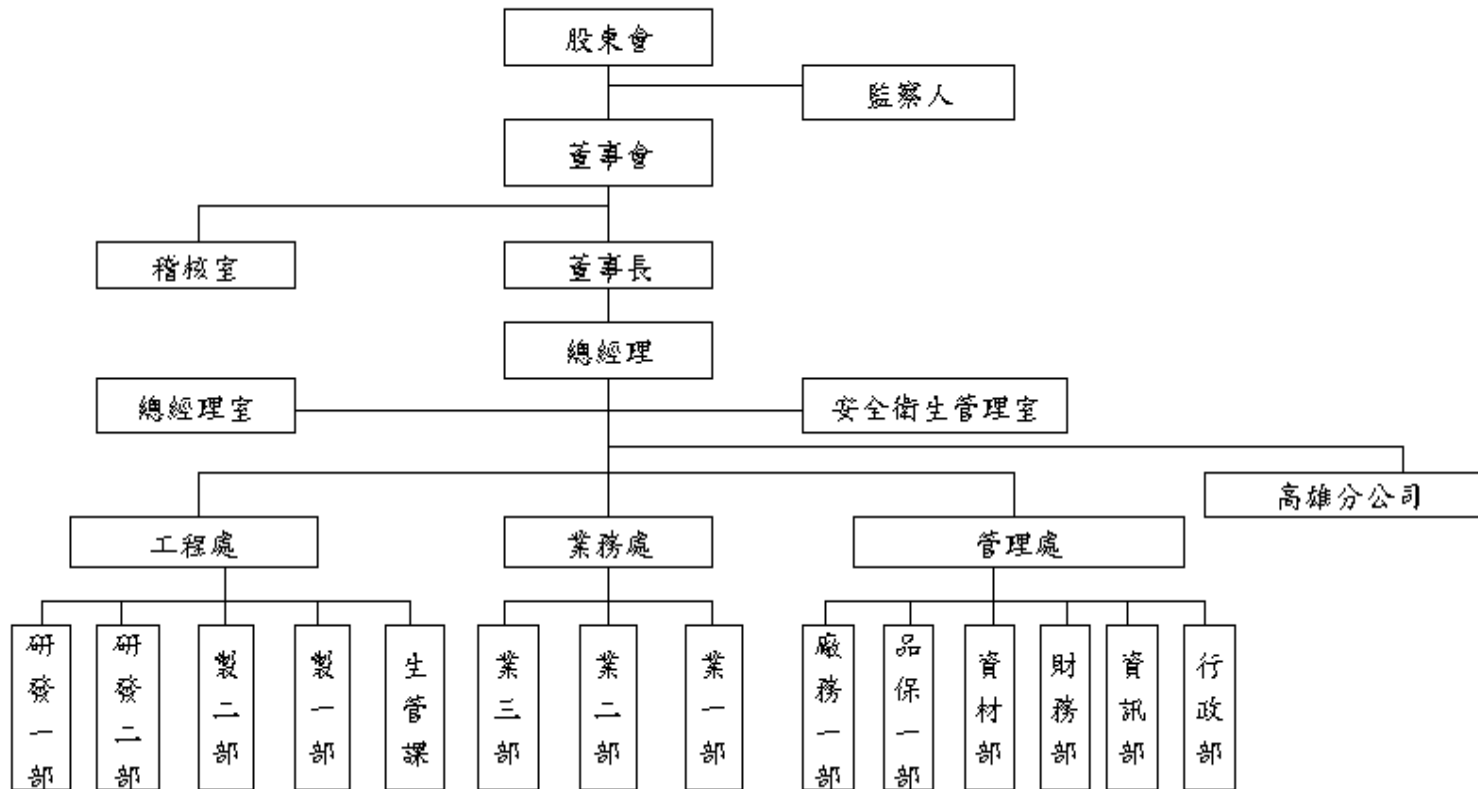 股東會
監察人
董事會
稽核室
董事長
總經理
總經理室
安全衛生管理室
高雄分公司
工程處
業務處
管理處
研發一部
研發二部
製二部
製一部
生管課
業三部
業二部
業一部
廠務一部
品保一部
資材部
財務部
資訊部
行政部